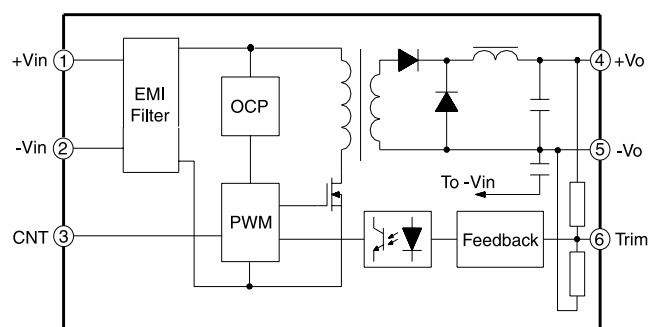 +Vin 1
EMI
Filter
OCP
4 +Vo
-Vin 2
5 -Vo
To -Vin
CNT 3
PWM
Feedback
6 Trim